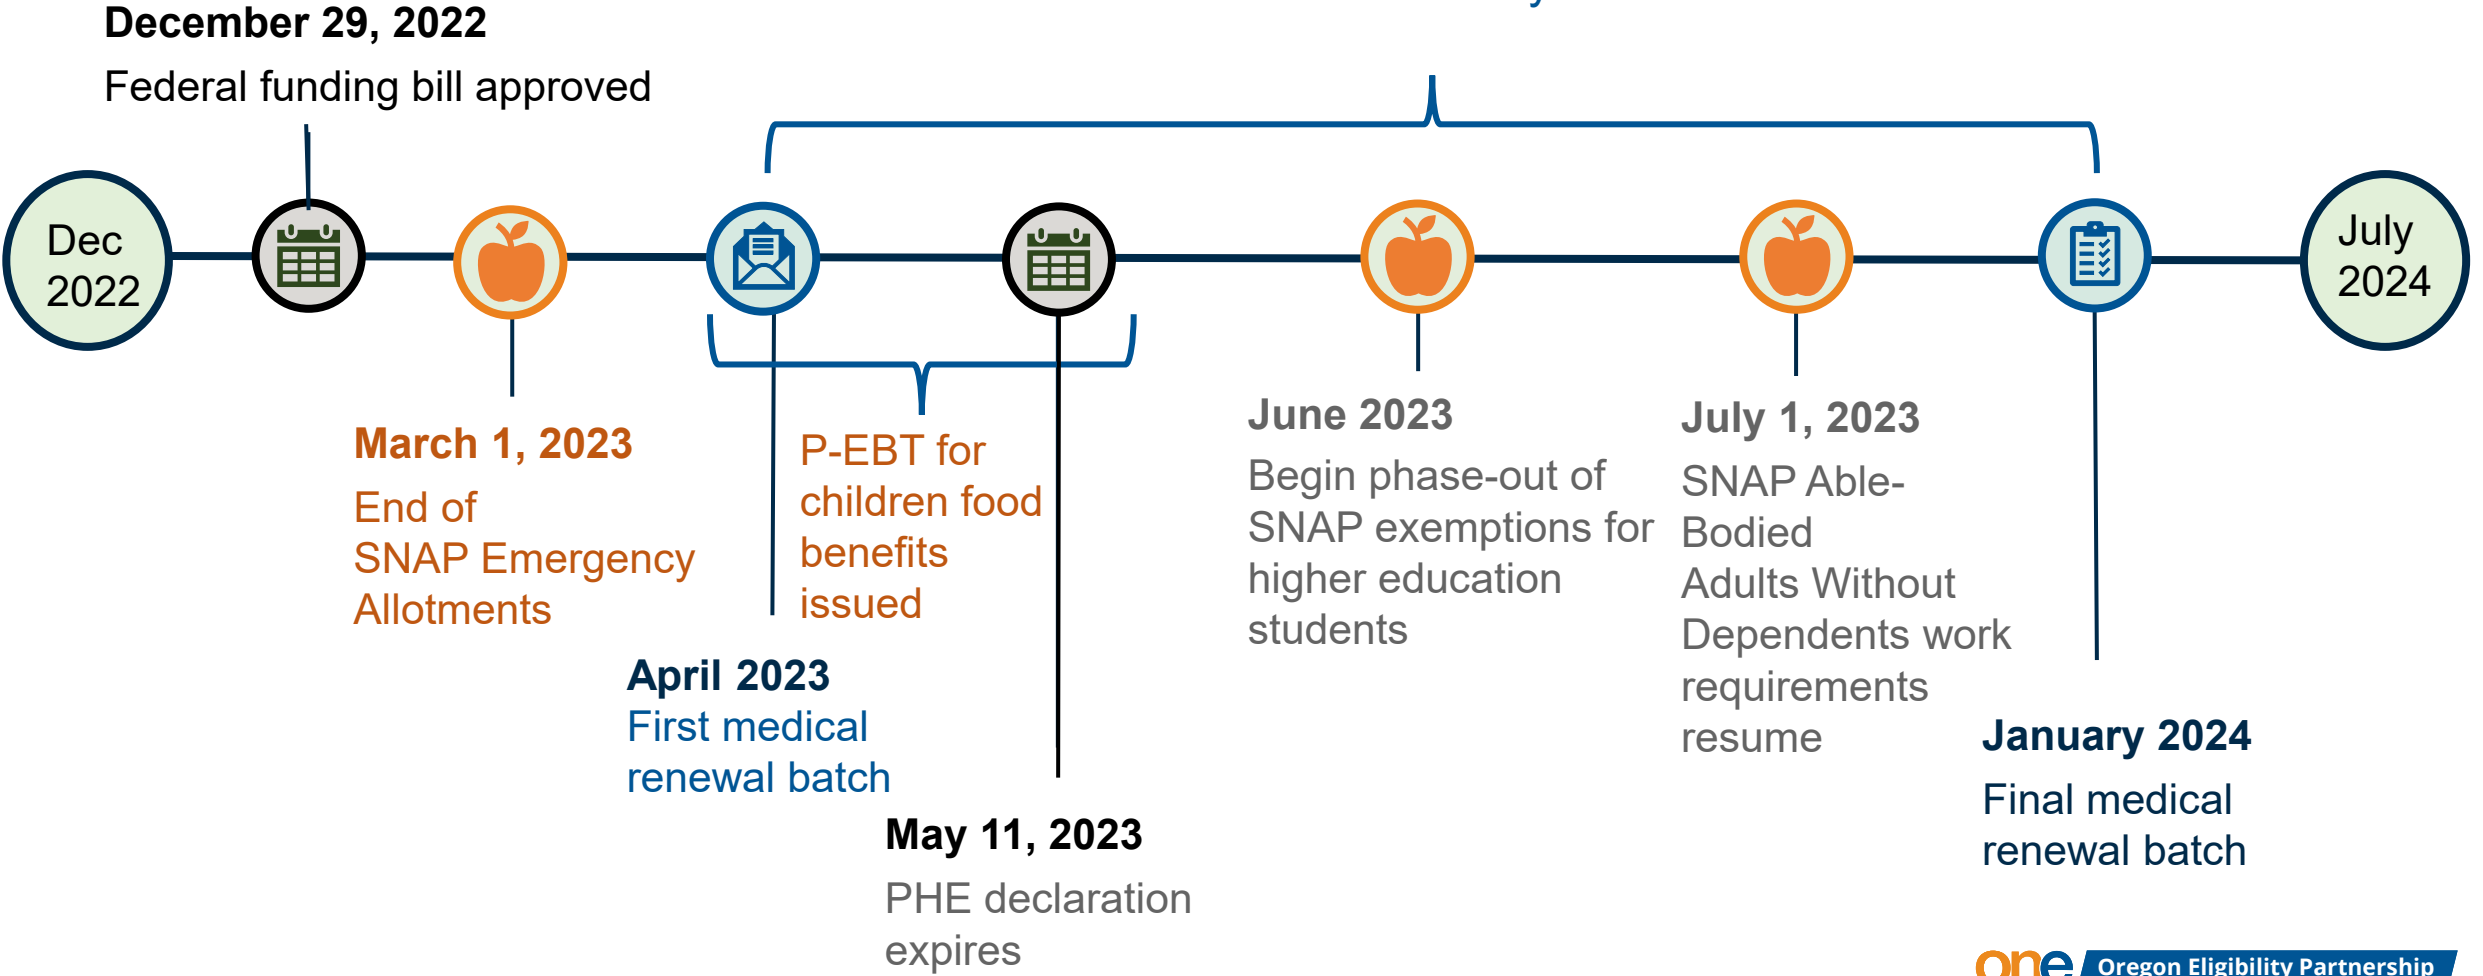 December 29, 2022
Federal funding bill approved
Dec
2022
July
2024
March 1, 2023
End of
SNAP Emergency
Allotments
P-EBT for
children food
benefits
issued
April 2023
First medical
renewal batch
May 11, 2023
PHE declaration
expires
June 2023
Begin phase-out of
SNAP exemptions for
higher education
students
July 1, 2023
SNAP Able-
Bodied
Adults Without
Dependents work
requirements
resume
January 2024
Final medical
renewal batch
one Oregon Eligibility Partnership